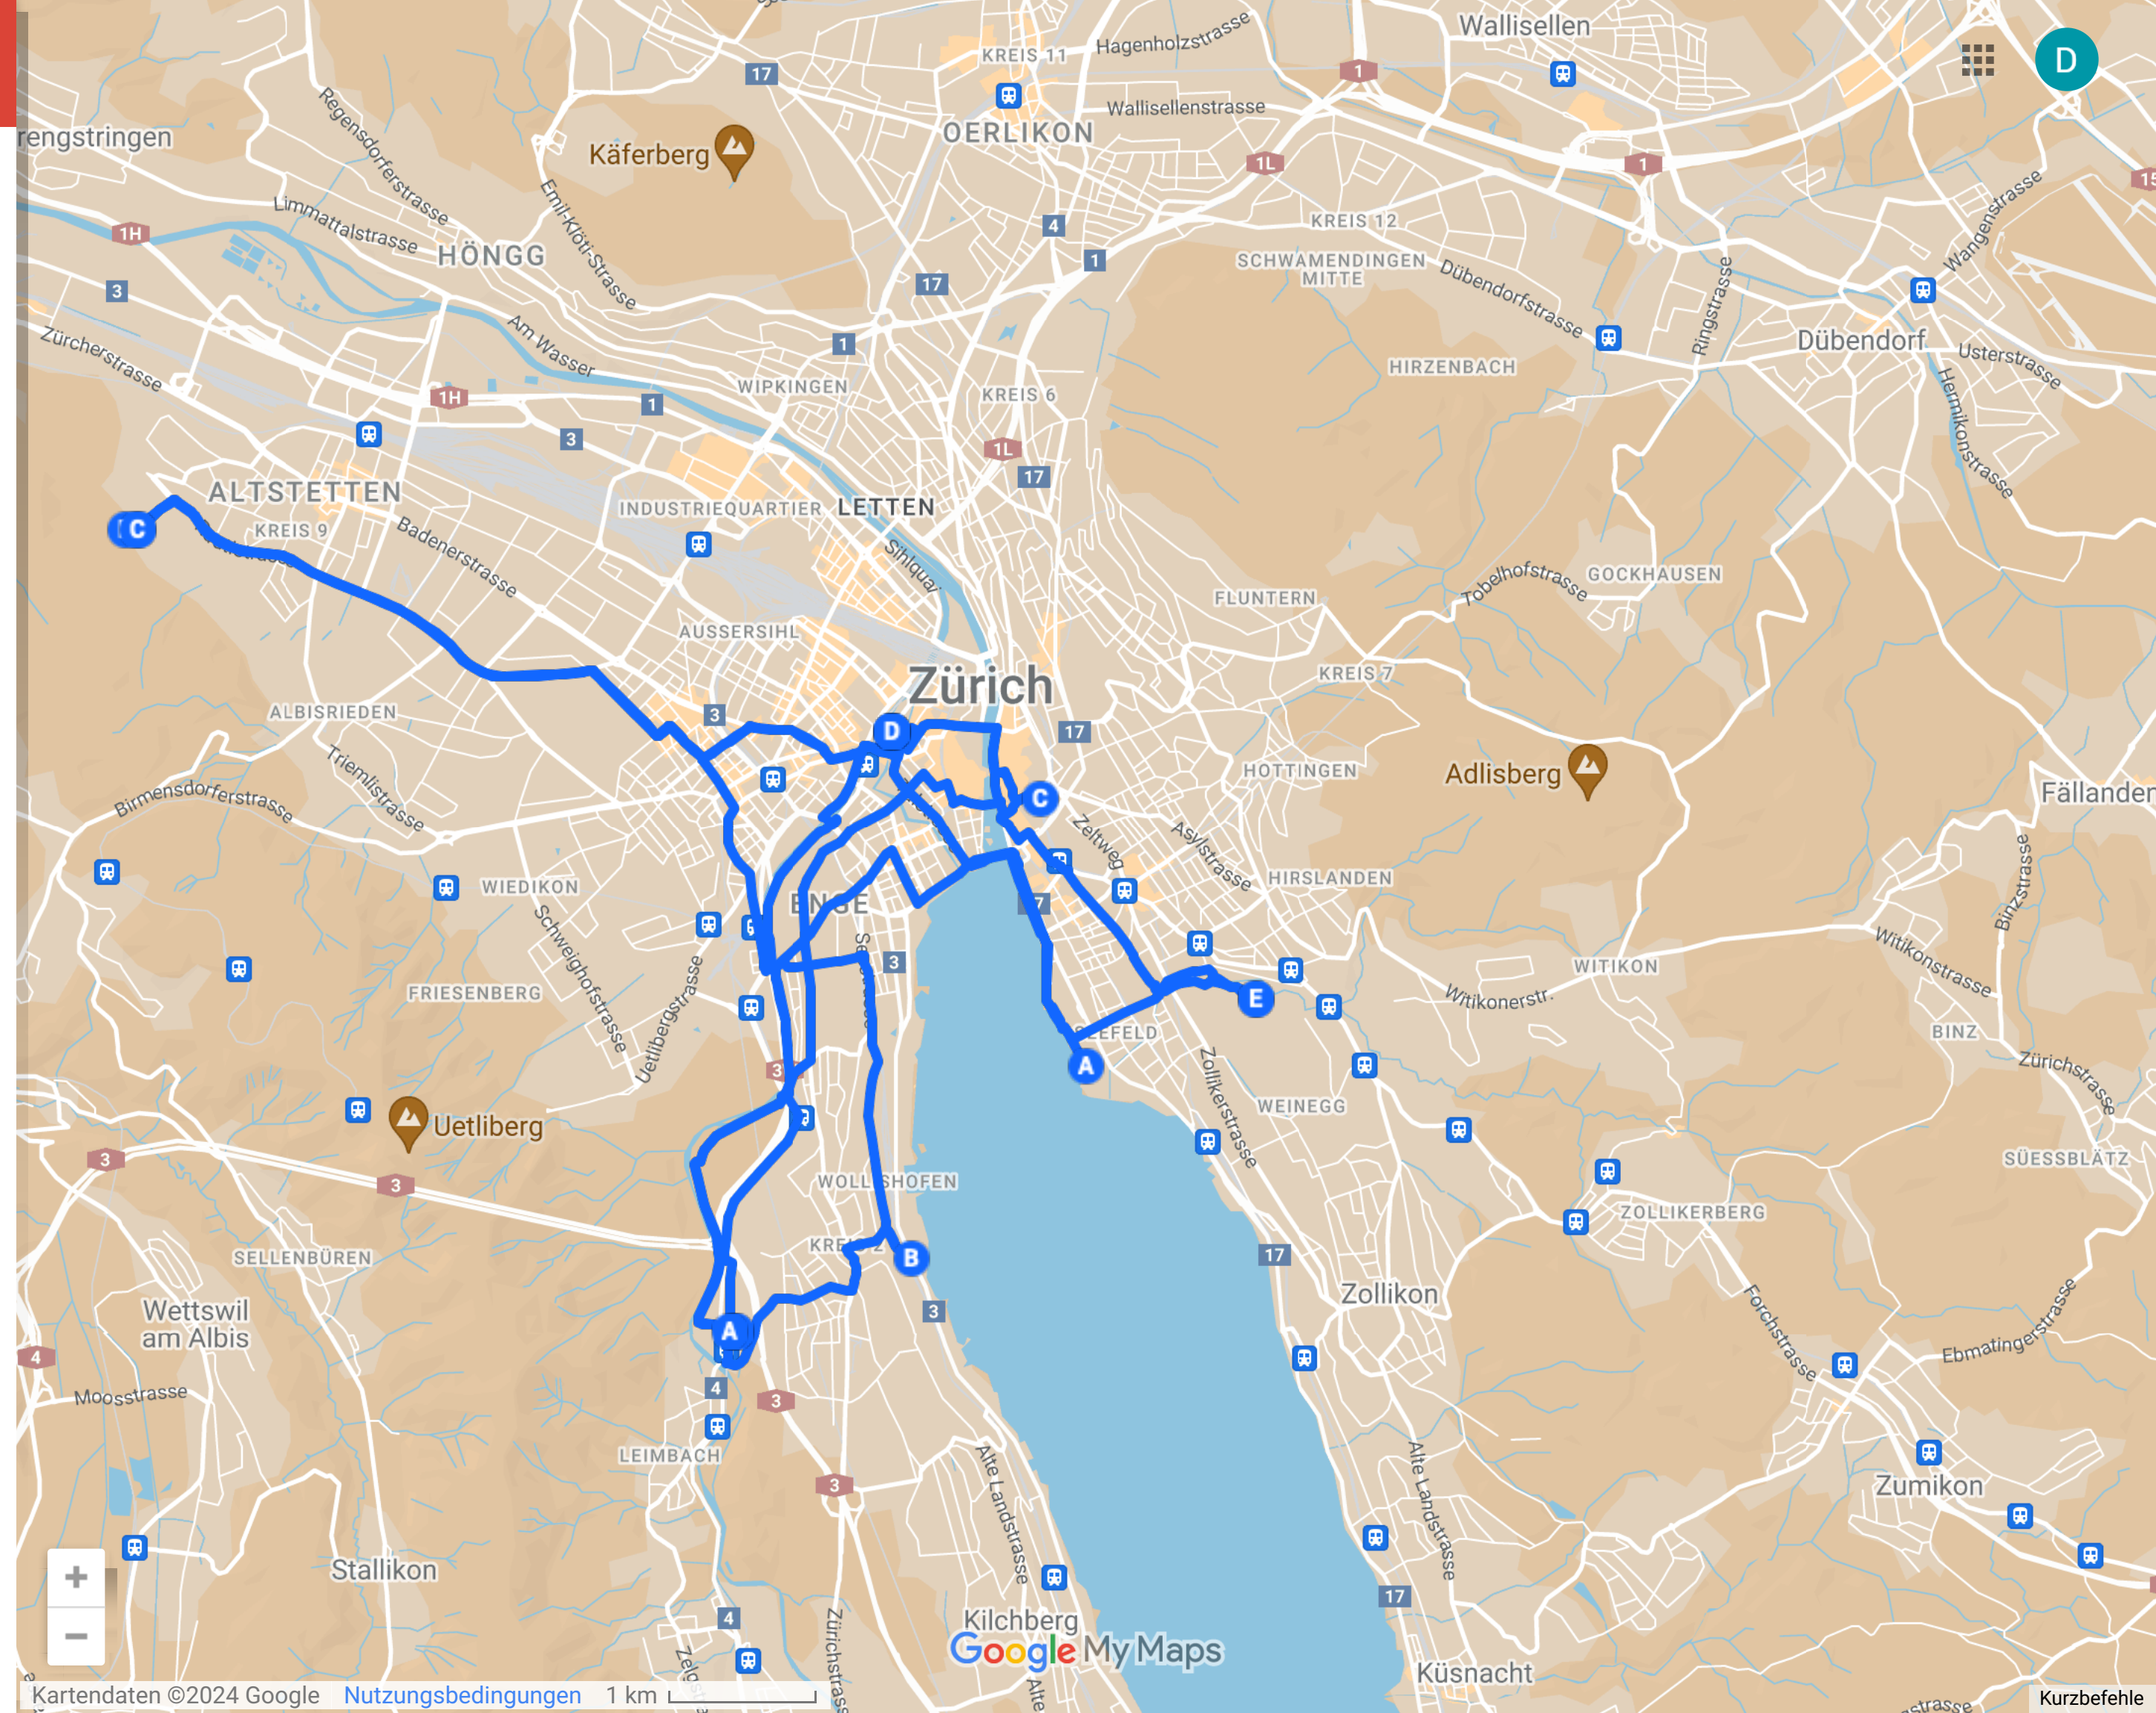 Wallisellen
KREIS 11
Hagenholzstrasse
17
1
D
Wallisellenstrasse
OERLIKON
rengstringen
Regensdorferstrasse
Käferberg
1L
1
15
Wangenstrasse
Emil-Klöti-Strasse
Limmattalstrasse
1H
HÖNGG
4
KREIS 12
1
SCHWAMENDINGEN
MITTE
Dübendorfstrasse
Ringstrasse
3
17
Zürcherstrasse
Am Wasser
1
Dübendorf
Usterstrasse
HIRZENBACH
Hermikonstrasse
WIPKINGEN
KREIS 6
1H
1
3
1L
17
ALTSTETTEN
INDUSTRIEQUARTIER
LETTEN
C
KREIS 9
Badenerstrasse
Sihlquai
Tobelhofstrasse
GOCKHAUSEN
FLUNTERN
AUSSERSIHL
Zürich
KREIS 7
ALBISRIEDEN
3
D
17
Triemlistrasse
HOTTINGEN
Adlisberg
Birmensdorferstrasse
C
Fällanden
Zeltweg
Asylstrasse
HIRSLANDEN
WIEDIKON
ENGE
Binzstrasse
Schweighofstrasse
3
WITIKON
Witikonstrasse
FRIESENBERG
Uetlibergstrasse
E
Witikonerstr.
BINZ
A
Zürichstrasse
3
Zollikerstrasse
WEINEGG
Uetliberg
3
3
SÜESSBLÄTZ
WOLLISHOFEN
ZOLLIKERBERG
SELLENBÜREN
KREIS 2
B
17
Wettswil
am Albis
3
Zollikon
Forchstrasse
A
4
Ebmatingerstrasse
Moosstrasse
4
3
LEIMBACH
Alte Landstrasse
Alte Landstrasse
3
Zumikon
Stallikon
17
4
Zürichstrasse
Kilchberg
Google My Maps
Küsnacht
Alte
Kartendaten ©2024 Google
Nutzungsbedingungen
1 km
Kurzbefehle